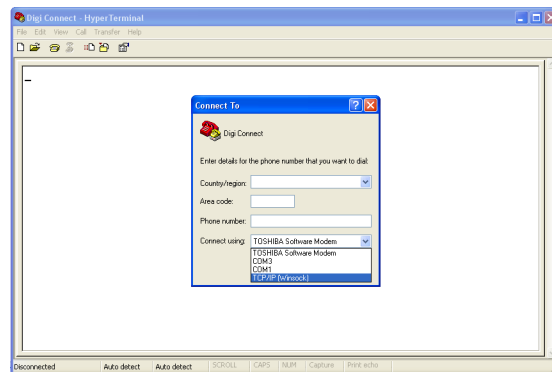 Digi Connect - HyperTerminal
File Edit View Call Transfer Help
Connect To
Digi Connect
Enter details for the phone number that you want to dial:
Country/region:
Area code:
Phone number:
Connect using: TOSHIBA Software Modem
TOSHIBA Software Modem
COM3
COM1
TCP/IP (Winsock)
Disconnected Auto detect Auto detect SCROLL CAPS NUM Capture Print echo